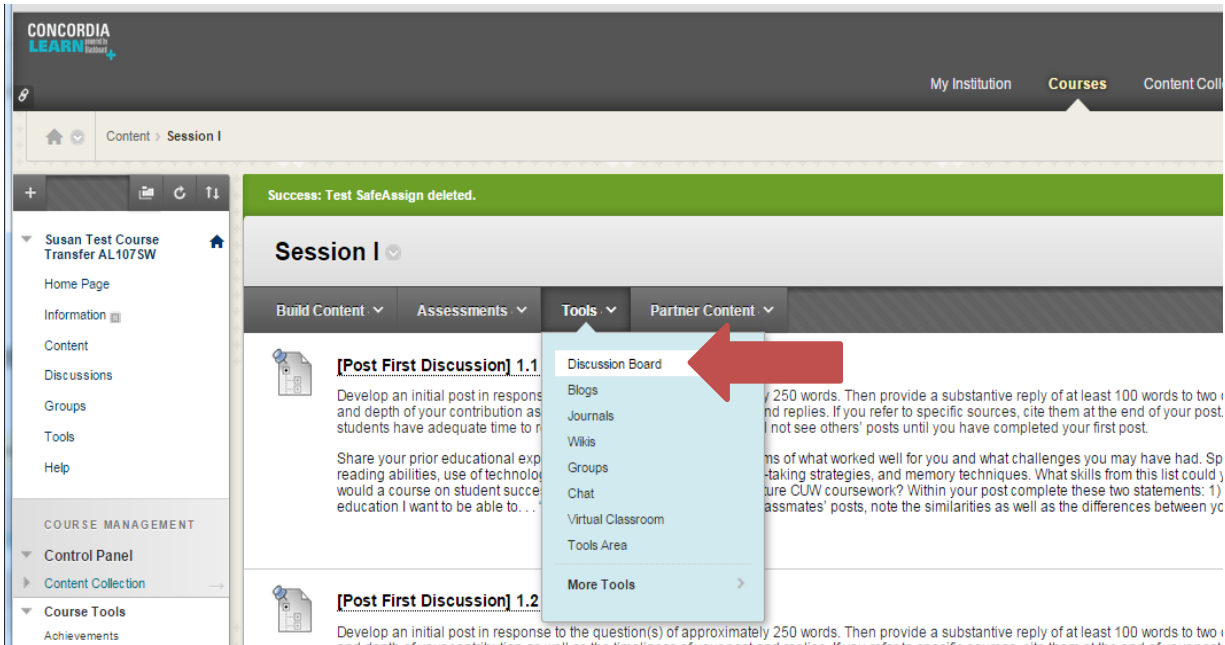 CONCORDIA
LEARN powered by Blackboard
My Institution Courses Content Coll
Content > Session I
Success: Test SafeAssign deleted.
Susan Test Course
Transfer AL107SW
Home Page
Information
Content
Discussions
Groups
Tools
Help
COURSE MANAGEMENT
Control Panel
Content Collection
Course Tools
Achievements
Session I
Build Content Assessments Tools Partner Content
Discussion Board
Blogs
Journals
Wikis
Groups
Chat
Virtual Classroom
Tools Area
More Tools
[Post First Discussion] 1.1
Develop an initial post in respons y 250 words. Then provide a substantive reply of at least 100 words to two
and depth of your contribution as nd replies. If you refer to specific sources, cite them at the end of your post.
students have adequate time to r l not see others' posts until you have completed your first post.
Share your prior educational exp ns of what worked well for you and what challenges you may have had. Sp
reading abilities, use of technolog -taking strategies, and memory techniques. What skills from this list could y
would a course on student succe ure CUW coursework? Within your post complete these two statements: 1)
education I want to be able to. . . " assmates' posts, note the similarities as well as the differences between yo
[Post First Discussion] 1.2
Develop an initial post in response to the question(s) of approximately 250 words. Then provide a substantive reply of at least 100 words to two